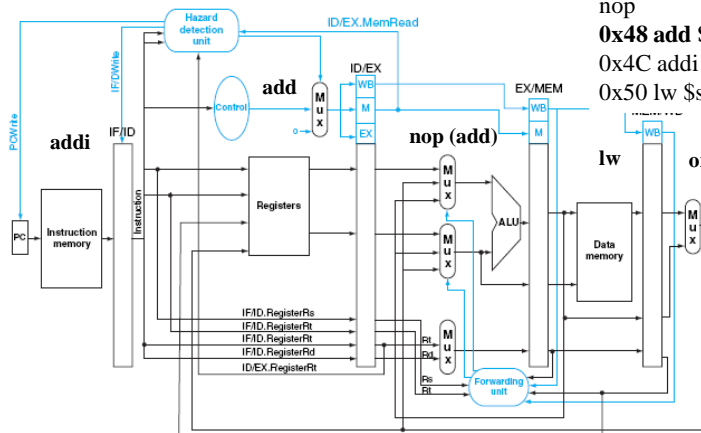 nop
0x48 add $
0x4C addi
0x50 lw $s
ID/EX.MemRead
Hazard
detection
unit
ID/EX
EX/MEM
MEM/WB
IF/DWrite
PCWrite
add
Control
M
u
x
0
WB
M
EX
WB
M
WB
addi
IF/ID
nop (add)
lw
PC
Instruction
memory
Instruction
Registers
M
u
x
M
u
x
ALU
Data
memory
M
u
x
IF/ID.RegisterRs
IF/ID.RegisterRt
IF/ID.RegisterRt
IF/ID.RegisterRd
ID/EX.RegisterRt
Rt
Rd
M
u
x
Rs
Rt
Forwarding
unit